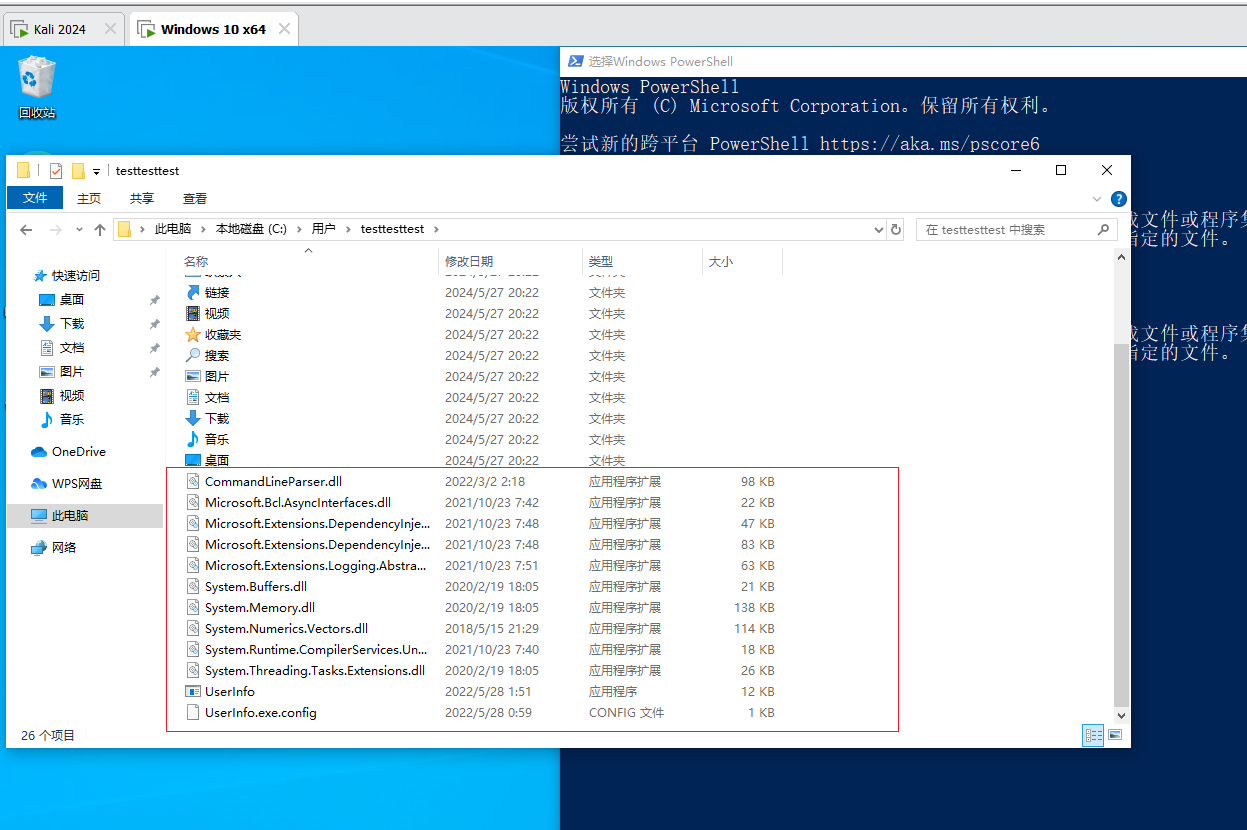 Kali 2024
Windows 10 x64
回收站
选择Windows PowerShell
Windows PowerShell
版权所有 (C) Microsoft Corporation。保留所有权利。
尝试新的跨平台 PowerShell https://aka.ms/pscore6
testtesttest
文件 主页 共享 查看
此电脑 本地磁盘 (C:) 用户 testtesttest
在 testtesttest 中搜索
文件或程序集
指定的文件。
文件或程序集
指定的文件。
快速访问
桌面
下载
文档
图片
视频
音乐
OneDrive
WPS网盘
此电脑
网络
名称 修改日期 类型 大小
链接 2024/5/27 20:22 文件夹
视频 2024/5/27 20:22 文件夹
收藏夹 2024/5/27 20:22 文件夹
搜索 2024/5/27 20:22 文件夹
图片 2024/5/27 20:22 文件夹
文档 2024/5/27 20:22 文件夹
下载 2024/5/27 20:22 文件夹
音乐 2024/5/27 20:22 文件夹
桌面 2024/5/27 20:22 文件夹
CommandLineParser.dll 2022/3/2 2:18 应用程序扩展 98 KB
Microsoft.Bcl.AsyncInterfaces.dll 2021/10/23 7:42 应用程序扩展 22 KB
Microsoft.Extensions.DependencyInje... 2021/10/23 7:48 应用程序扩展 47 KB
Microsoft.Extensions.DependencyInje... 2021/10/23 7:48 应用程序扩展 83 KB
Microsoft.Extensions.Logging.Abstra... 2021/10/23 7:51 应用程序扩展 63 KB
System.Buffers.dll 2020/2/19 18:05 应用程序扩展 21 KB
System.Memory.dll 2020/2/19 18:05 应用程序扩展 138 KB
System.Numerics.Vectors.dll 2018/5/15 21:29 应用程序扩展 114 KB
System.Runtime.CompilerServices.Un... 2021/10/23 7:40 应用程序扩展 18 KB
System.Threading.Tasks.Extensions.dll 2020/2/19 18:05 应用程序扩展 26 KB
UserInfo 2022/5/28 1:51 应用程序 12 KB
UserInfo.exe.config 2022/5/28 0:59 CONFIG 文件 1 KB
26 个项目